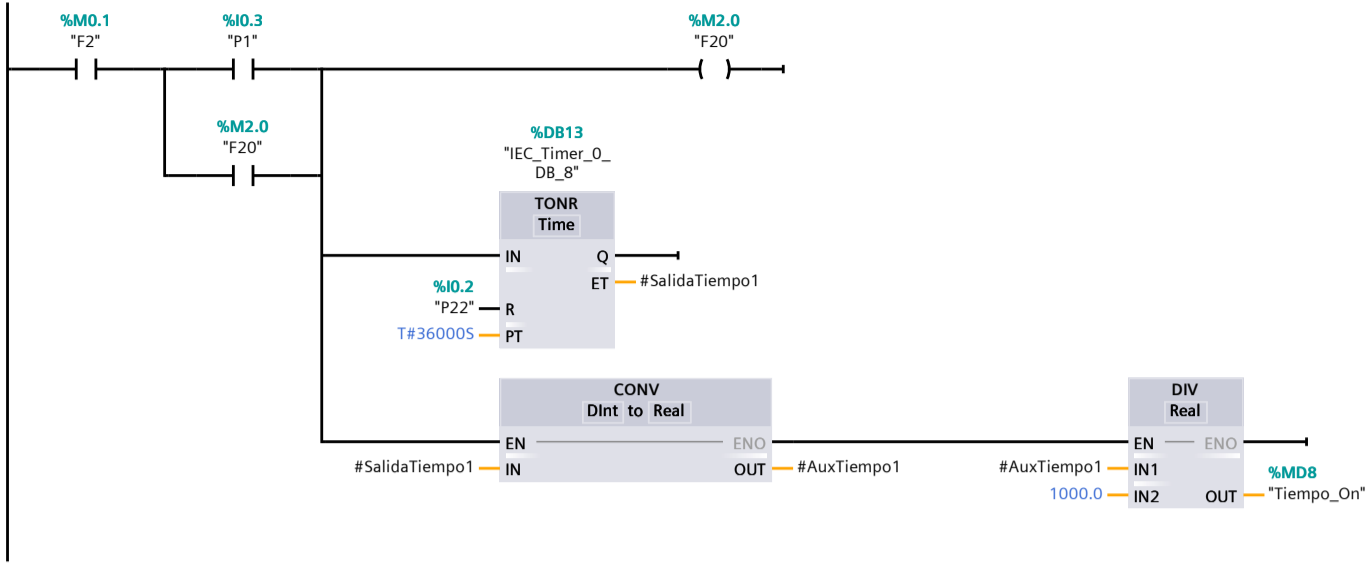 %M0.1
"F2"
%I0.3
"P1"
%M2.0
"F20"
%M2.0
"F20"
%DB13
"IEC_Timer_0_
DB_8"
TONR
Time
IN
Q
ET
#SalidaTiempo1
%I0.2
"P22"
R
T#36000S
PT
CONV
DInt to Real
EN
ENO
#SalidaTiempo1
IN
OUT
#AuxTiempo1
DIV
Real
EN
ENO
#AuxTiempo1
IN1
1000.0
IN2
OUT
%MD8
"Tiempo_On"